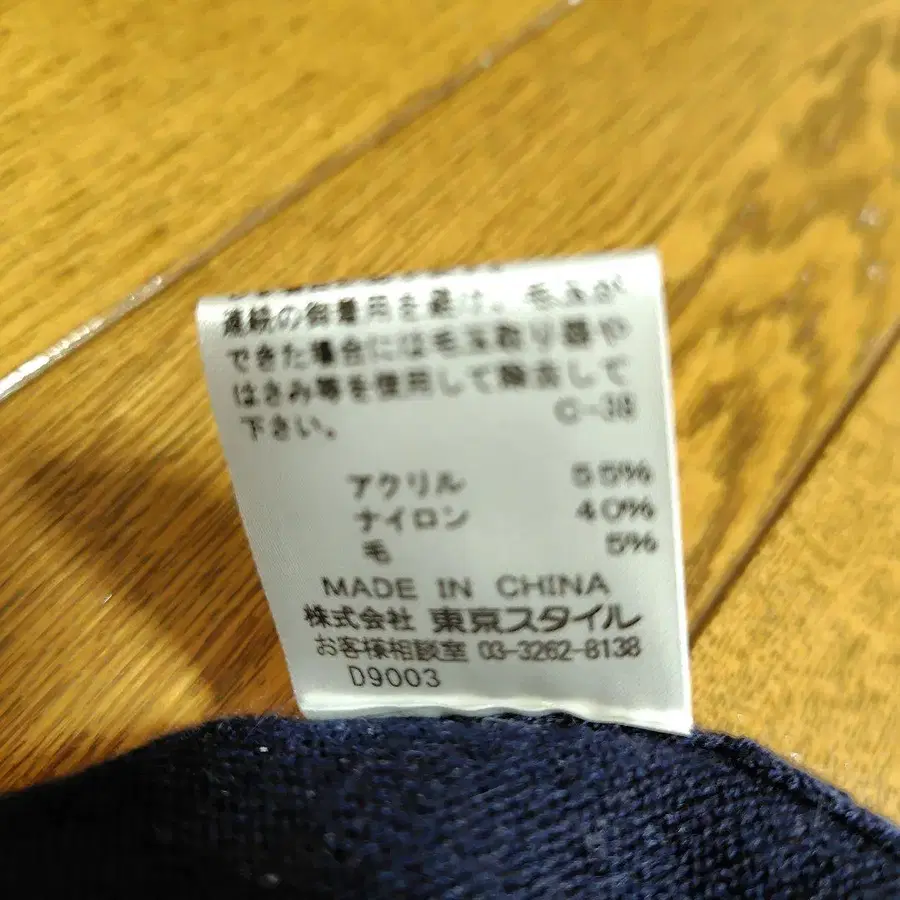 連続の御着用を避け、毛玉が
できた場合には毛玉取り器や
はさみ等を使用して除去して
下さい。
C-38
アクリル 55%
ナイロン 40%
毛 5%
MADE IN CHINA
株式会社 東京スタイル
お客様相談室 03-3262-8138
D9003